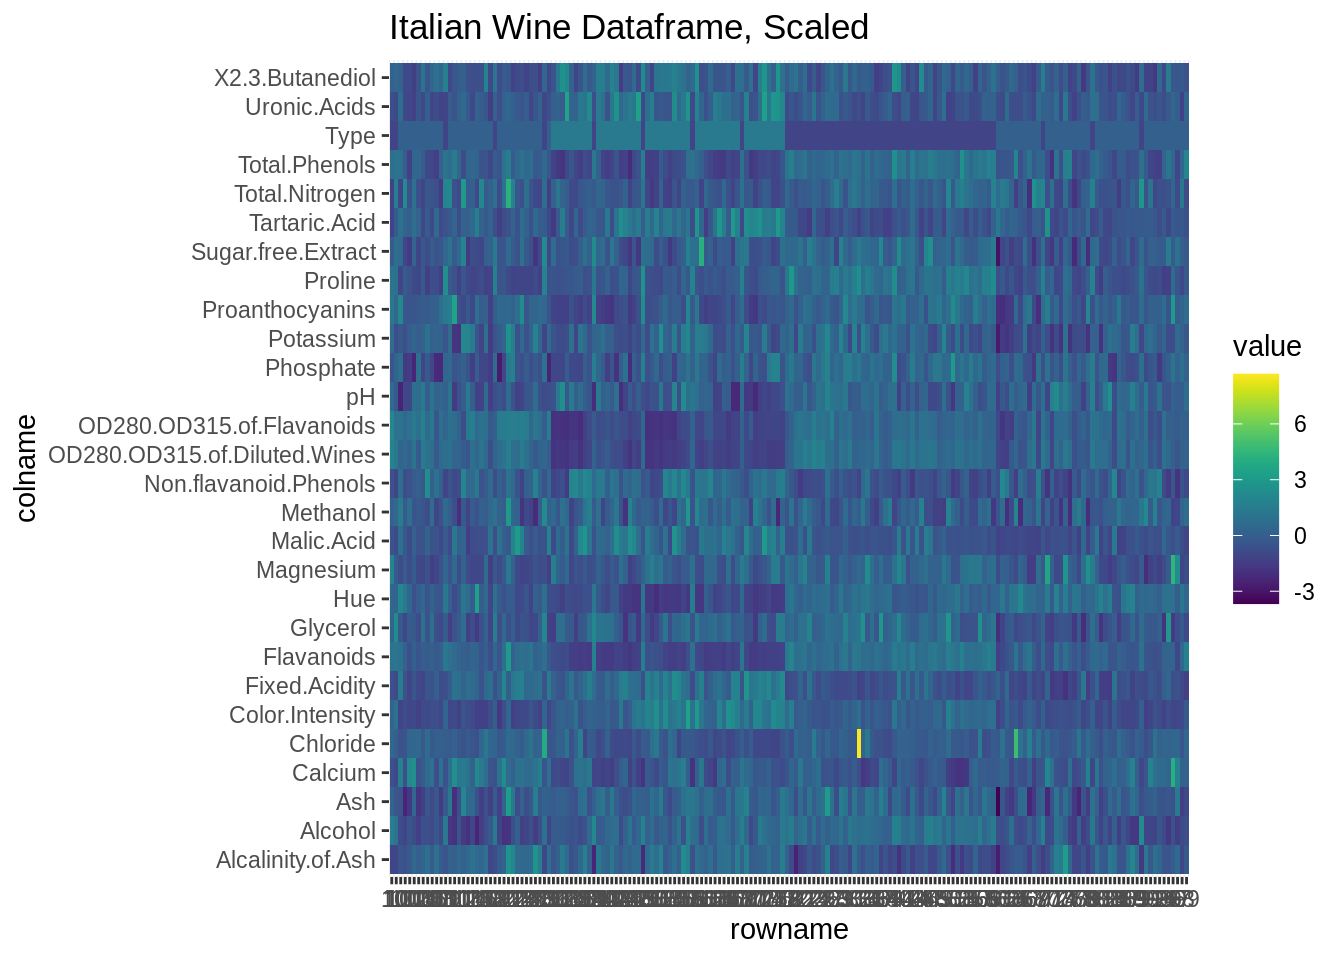 Italian Wine Dataframe, Scaled
X2.3.Butanediol
Uronic.Acids
Type
Total.Phenols
Total.Nitrogen
Tartaric.Acid
Sugar.free.Extract
Proline
Proanthocyanins
Potassium
Phosphate
pH
OD280.OD315.of.Flavanoids
OD280.OD315.of.Diluted.Wines
Non.flavanoid.Phenols
Methanol
Malic.Acid
Magnesium
Hue
Glycerol
Flavanoids
Fixed.Acidity
Color.Intensity
Chloride
Calcium
Ash
Alcohol
Alcalinity.of.Ash
colname
rowname
value
6
3
0
-3